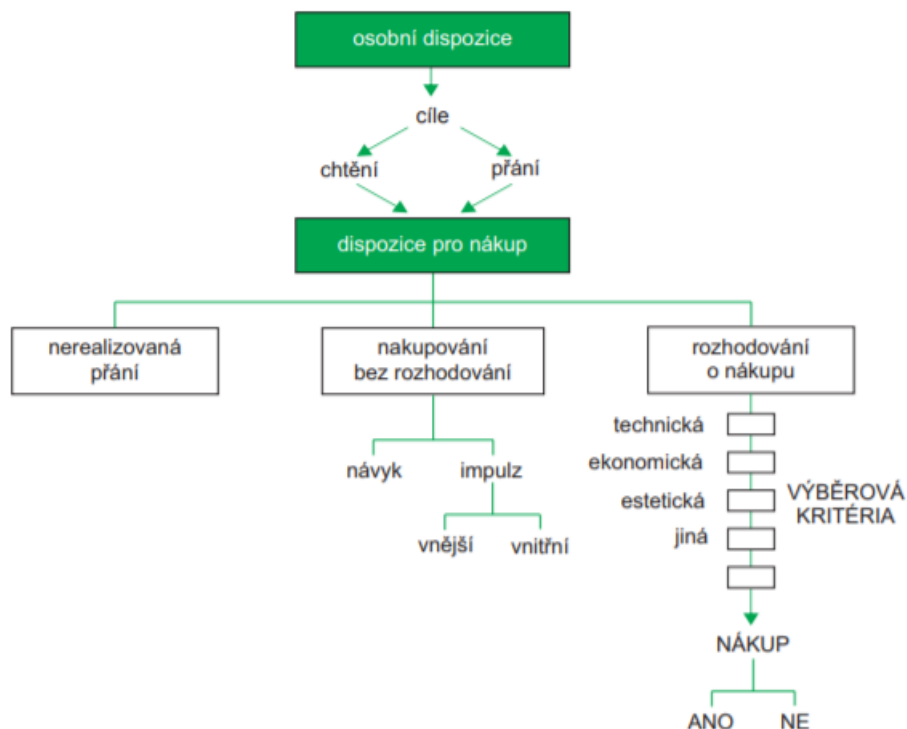 osobní dispozice
cíle
chtění
přání
dispozice pro nákup
nerealizovaná
přání
nakupování
bez rozhodování
rozhodování
o nákupu
návyk
impulz
vnější
vnitřní
technická
ekonomická
estetická
jiná
VÝBĚROVÁ
KRITÉRIA
NÁKUP
ANO
NE